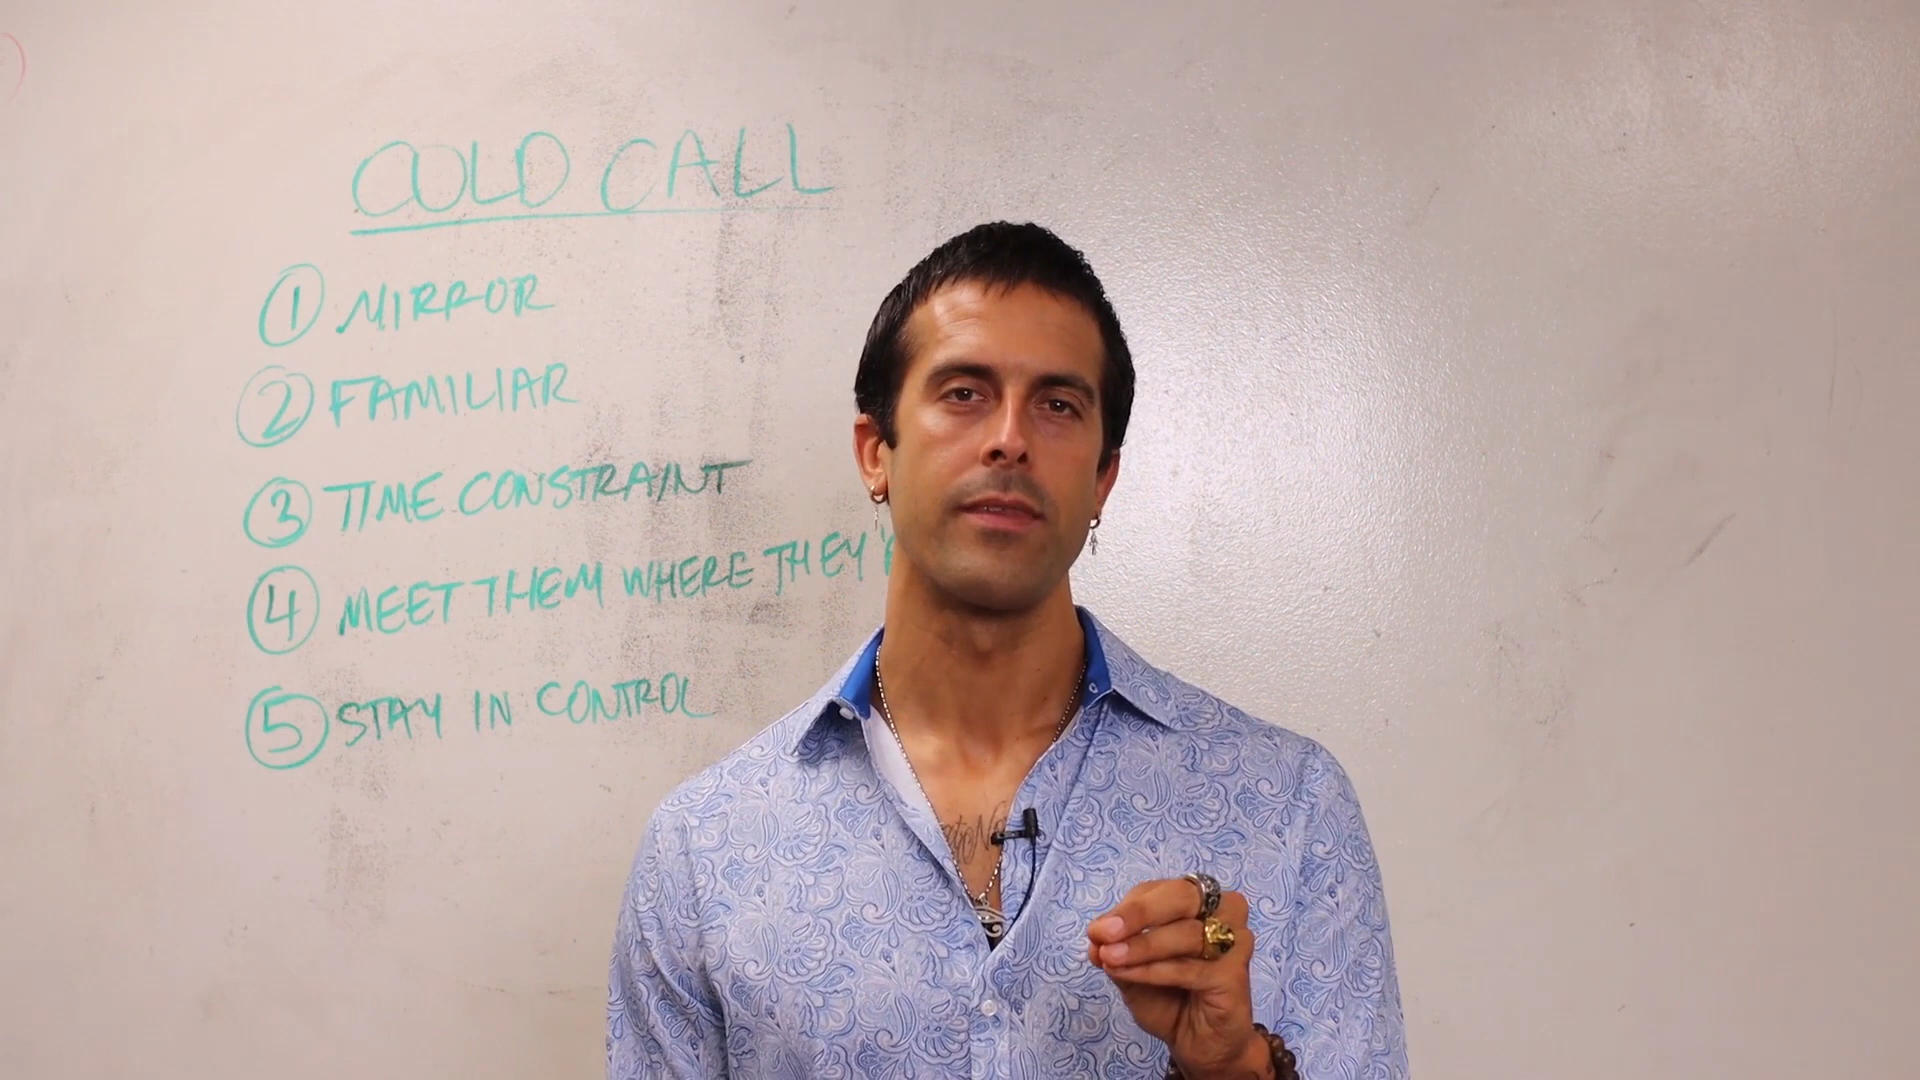 COLD CALL
1 MIRROR
2 FAMILIAR
3 TIME CONSTRAINT
4 MEET THEM WHERE THEY'
5 STAY IN CONTROL